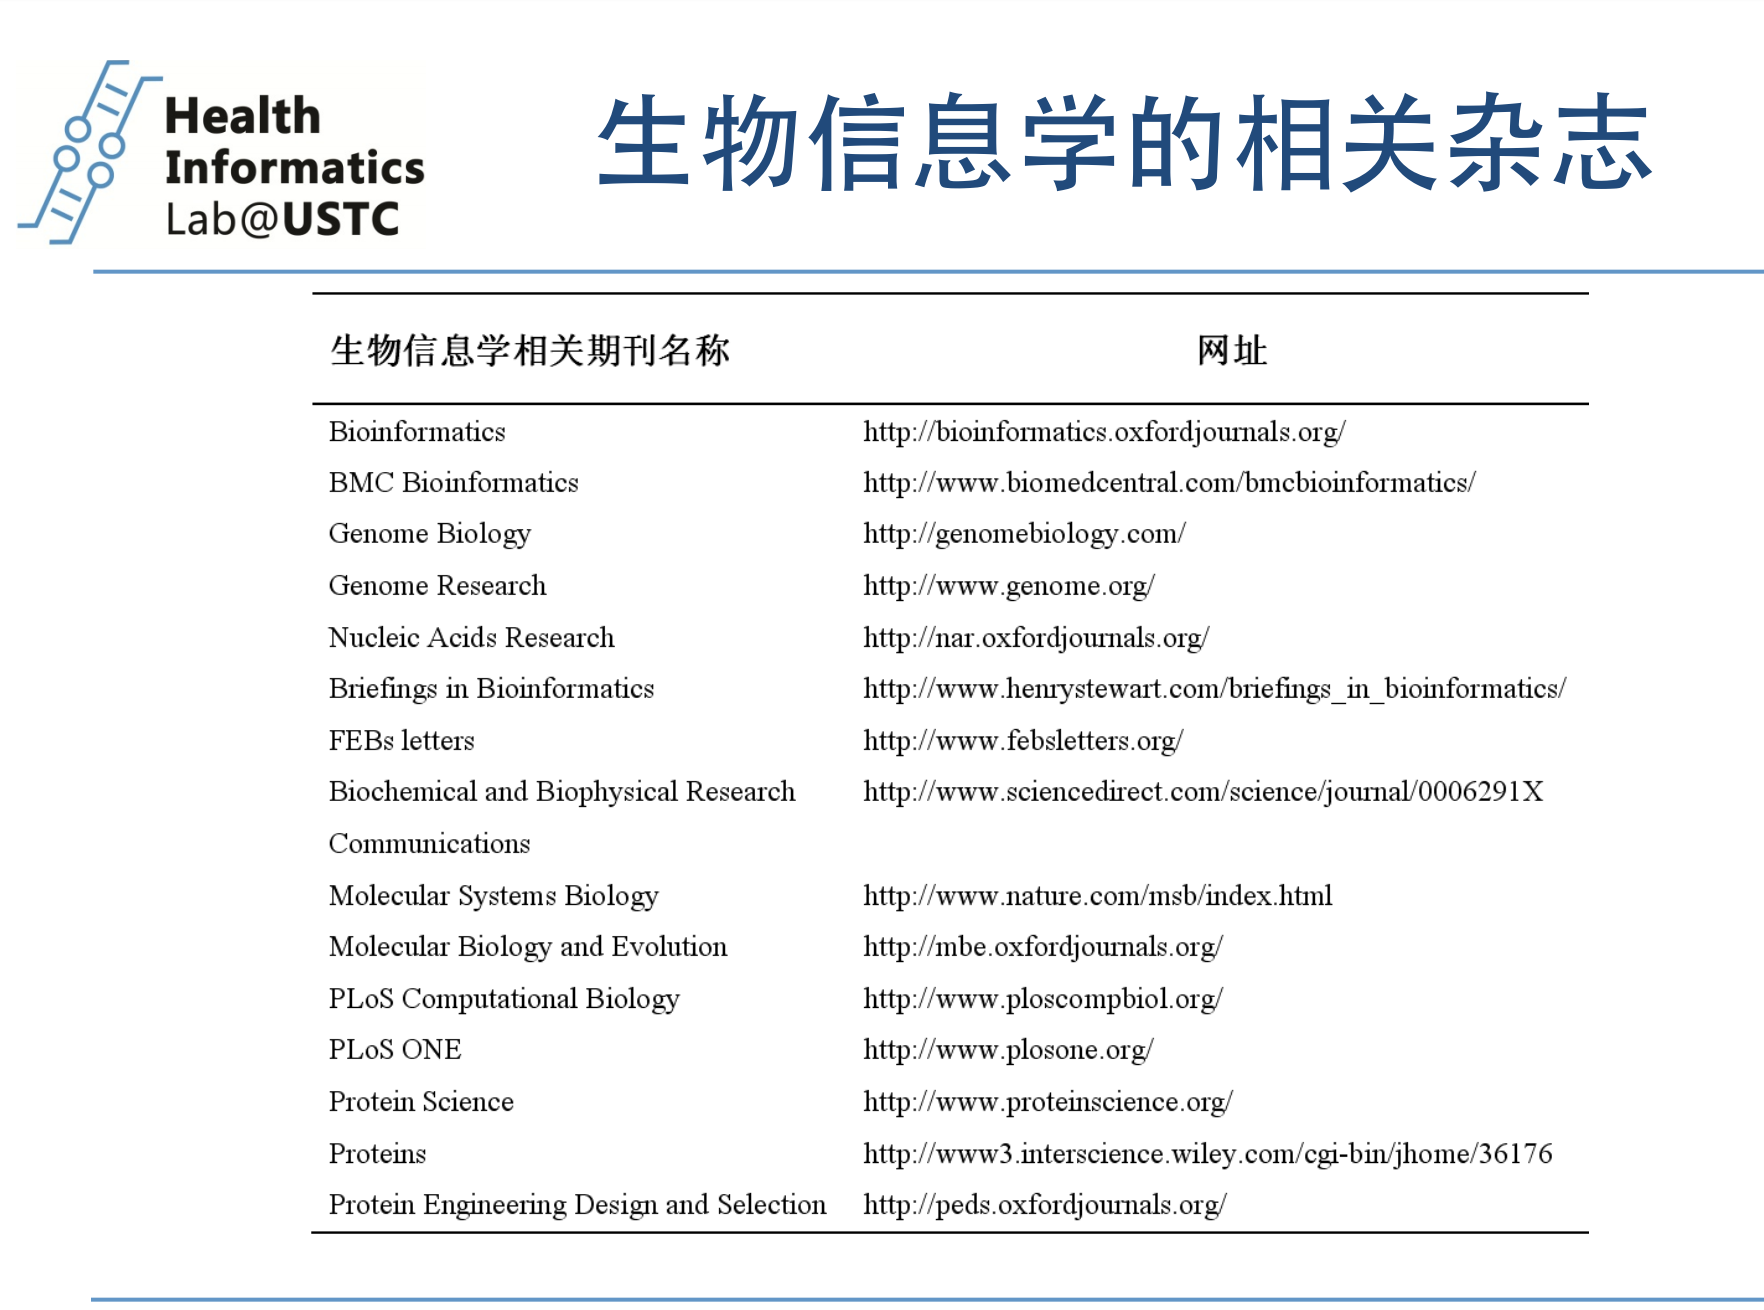 Health
Informatics
Lab@USTC
生物信息学的相关杂志
生物信息学相关期刊名称 网址
Bioinformatics http://bioinformatics.oxfordjournals.org/
BMC Bioinformatics http://www.biomedcentral.com/bmcbioinformatics/
Genome Biology http://genomebiology.com/
Genome Research http://www.genome.org/
Nucleic Acids Research http://nar.oxfordjournals.org/
Briefings in Bioinformatics http://www.henrystewart.com/briefings_in_bioinformatics/
FEBs letters http://www.febsletters.org/
Biochemical and Biophysical Research http://www.sciencedirect.com/science/journal/0006291X
Communications
Molecular Systems Biology http://www.nature.com/msb/index.html
Molecular Biology and Evolution http://mbe.oxfordjournals.org/
PLoS Computational Biology http://www.ploscompbiol.org/
PLoS ONE http://www.plosone.org/
Protein Science http://www.proteinscience.org/
Proteins http://www3.interscience.wiley.com/cgi-bin/jhome/36176
Protein Engineering Design and Selection http://peds.oxfordjournals.org/